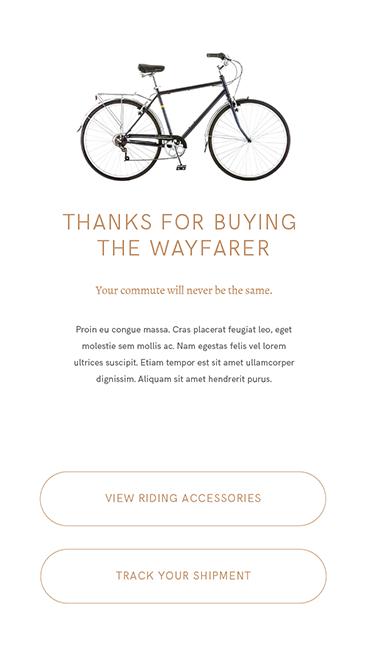 THANKS FOR BUYING
THE WAYFARER
Your commute will never be the same.
Proin eu congue massa. Cras placerat feugiat leo, eget
molestie sem mollis ac. Nam egestas felis vel lorem
ultrices suscipit. Etiam tempor est sit amet ullamcorper
dignissim. Aliquam sit amet hendrerit purus.
VIEW RIDING ACCESSORIES
TRACK YOUR SHIPMENT